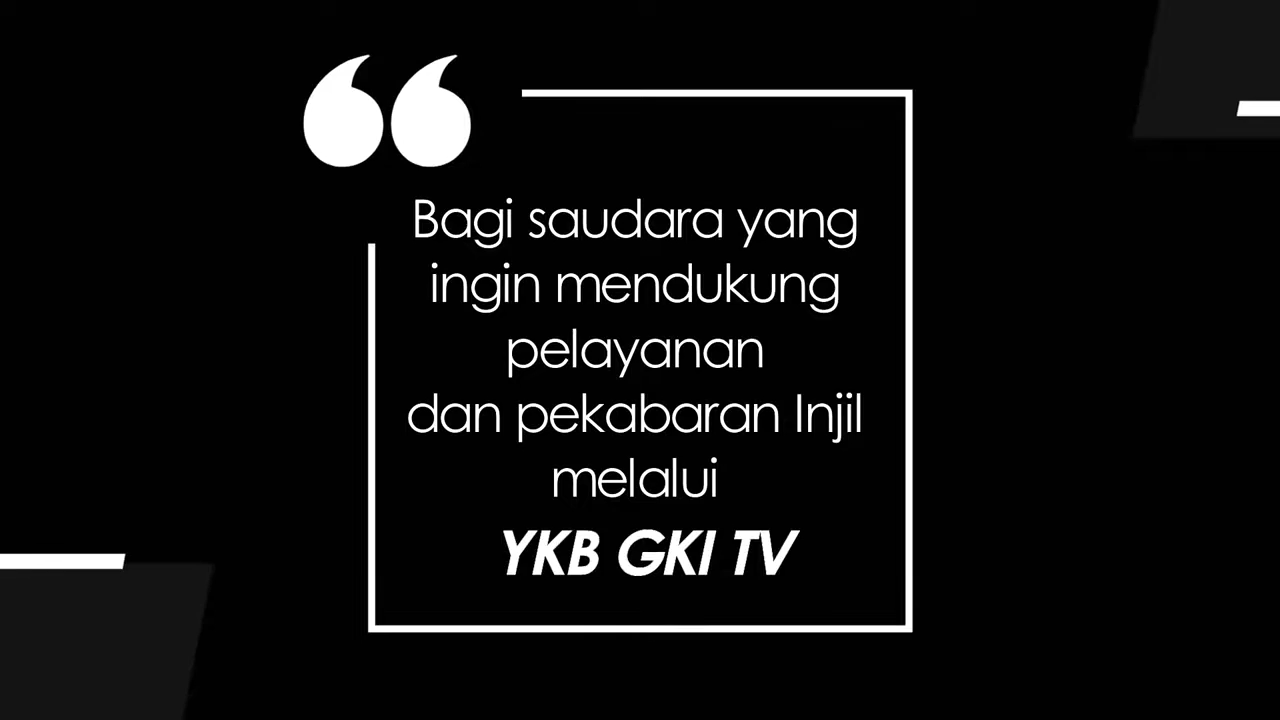 Bagi saudara yang
ingin mendukung
pelayanan
dan pekabaran Injil
melalui
YKB GKI TV